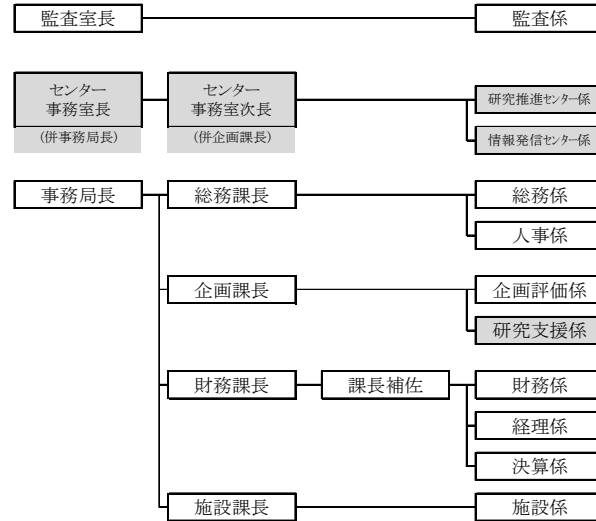 監査室長
監査係
センター
事務室長
(併事務局長)
センター
事務室次長
(併企画課長)
研究推進センター係
情報発信センター係
事務局長
総務課長
総務係
人事係
企画課長
企画評価係
研究支援係
財務課長
課長補佐
財務係
経理係
決算係
施設課長
施設係